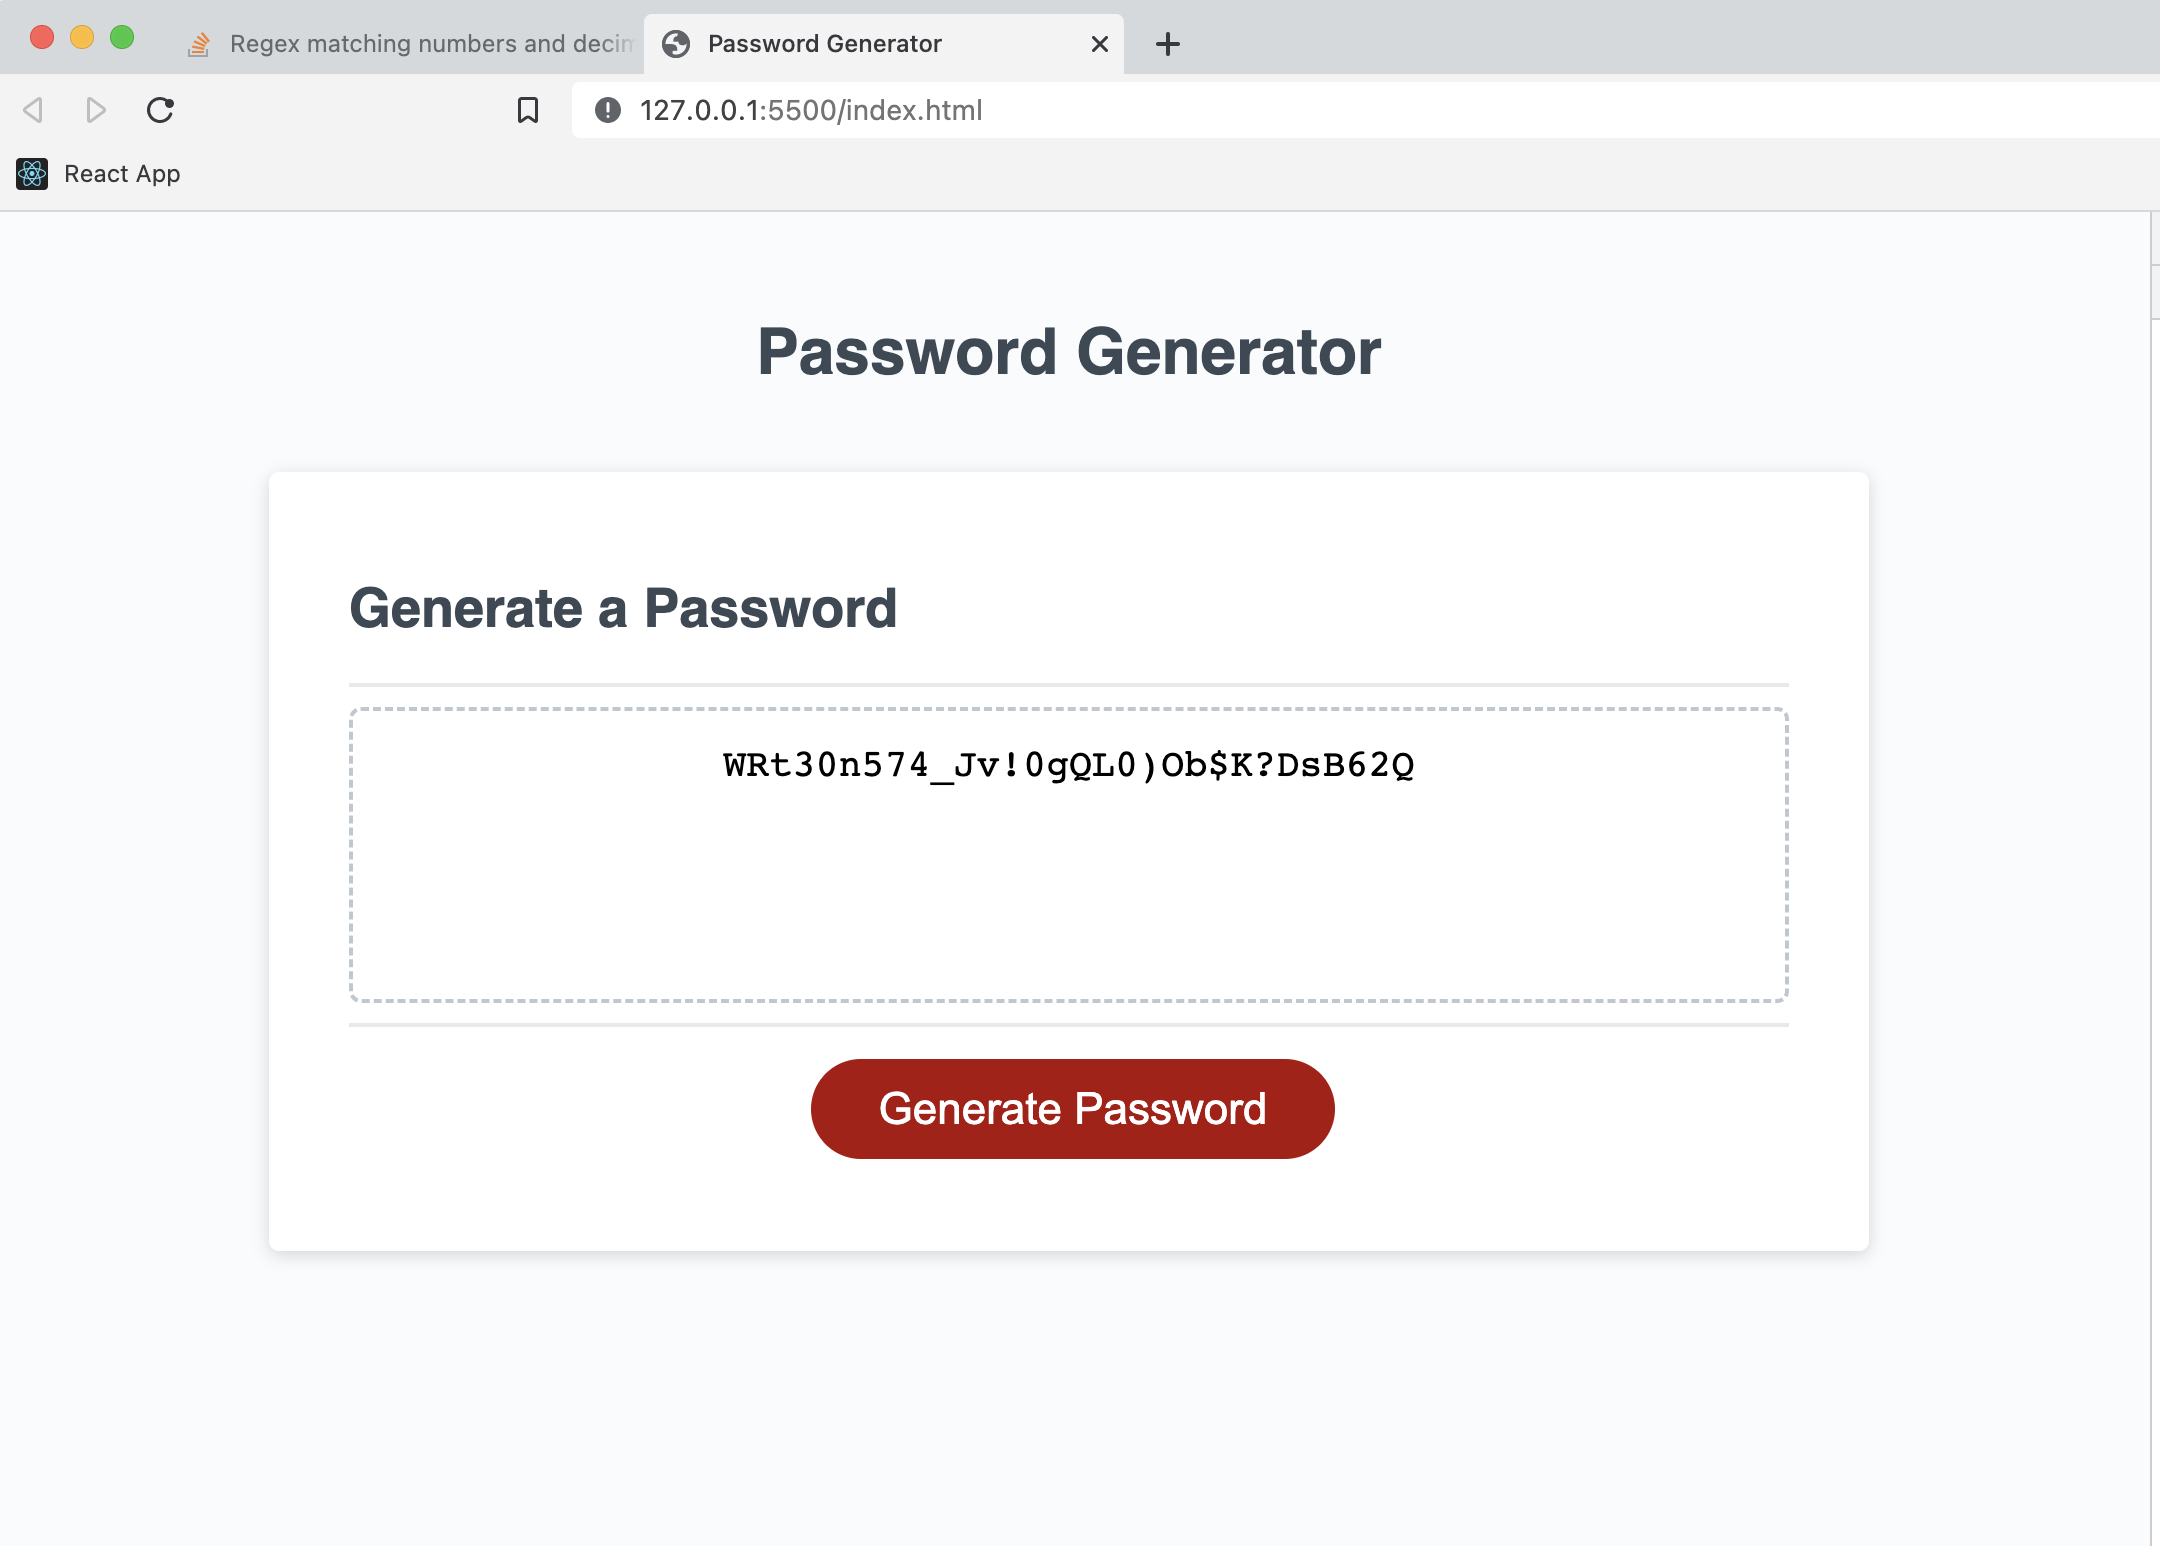 Regex matching numbers and decim
Password Generator
127.0.0.1:5500/index.html
React App
Password Generator
Generate a Password
WRt30n574_Jv!0gQL0)Ob$K?DsB62Q
Generate Password